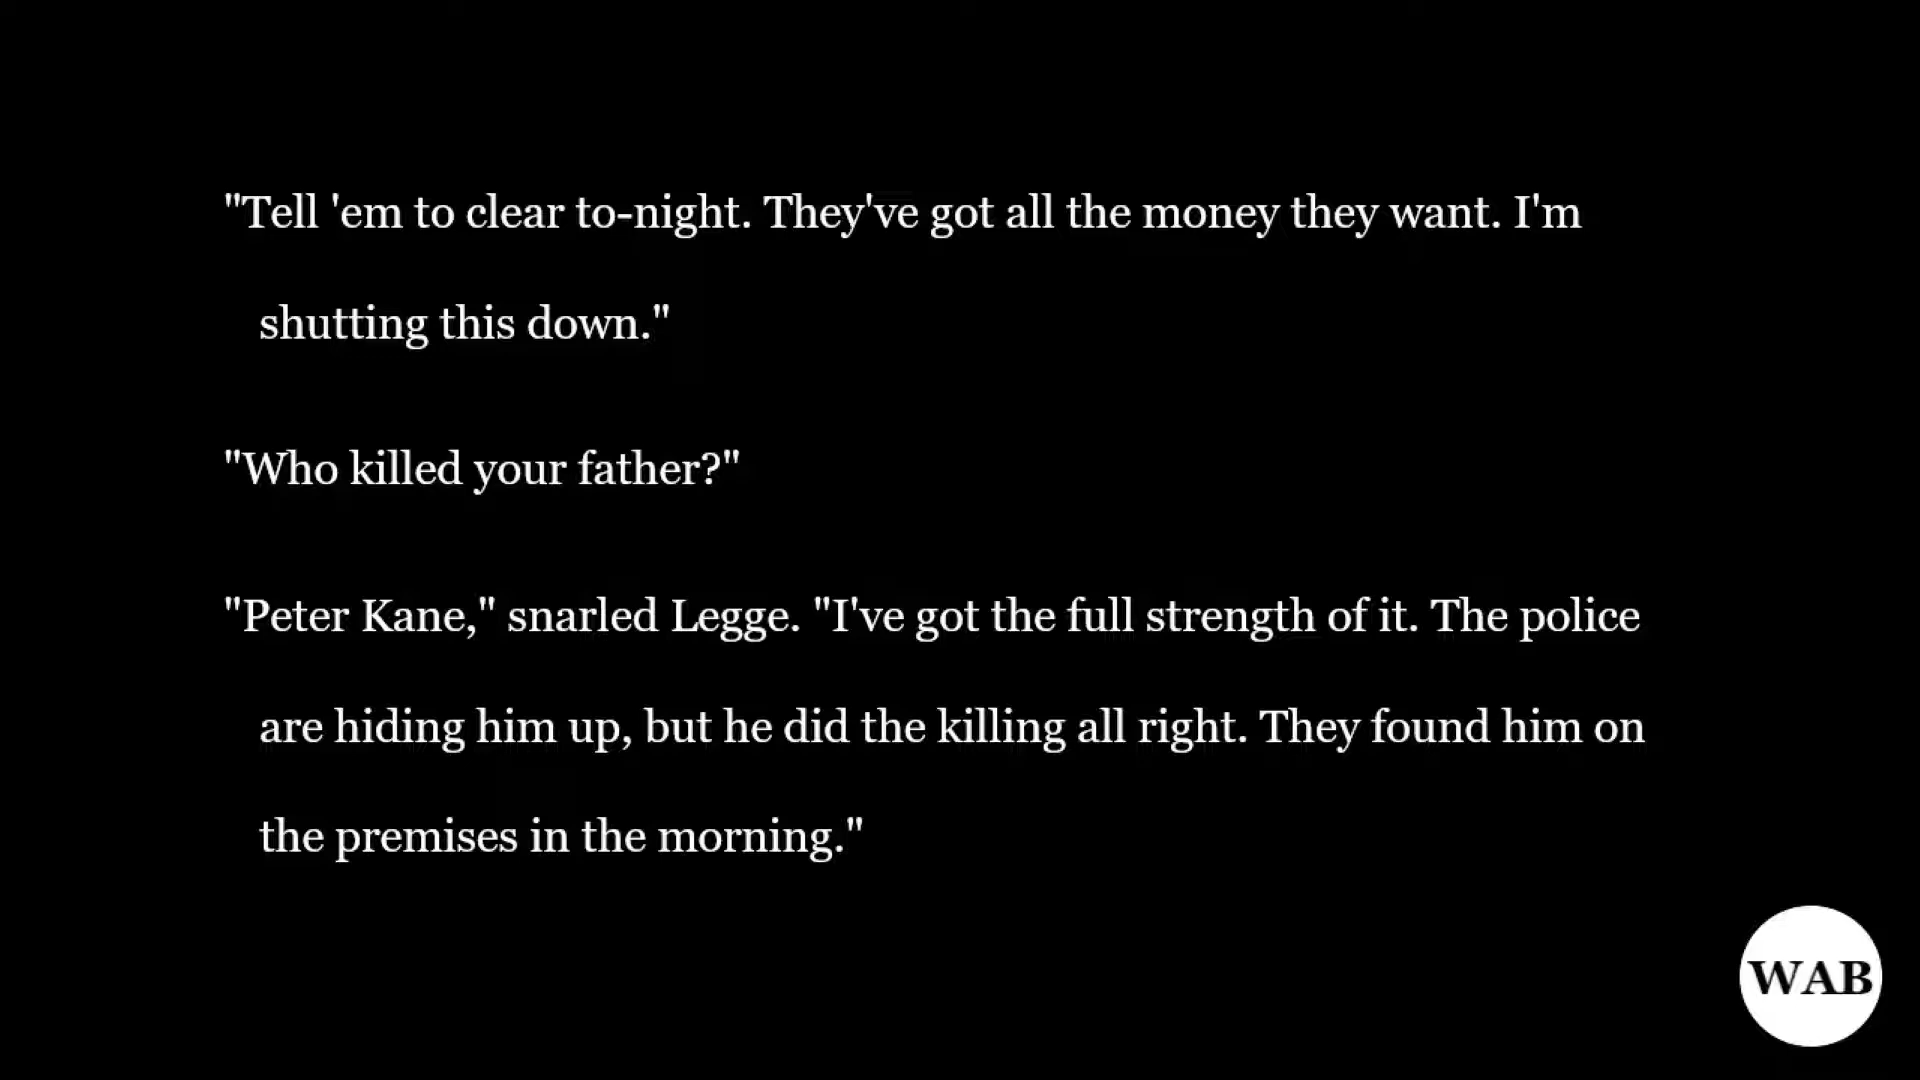 "Tell 'em to clear to-night. They've got all the money they want. I'm
shutting this down."
"Who killed your father?"
"Peter Kane," snarled Legge. "I've got the full strength of it. The police
are hiding him up, but he did the killing all right. They found him on
the premises in the morning."
WAB